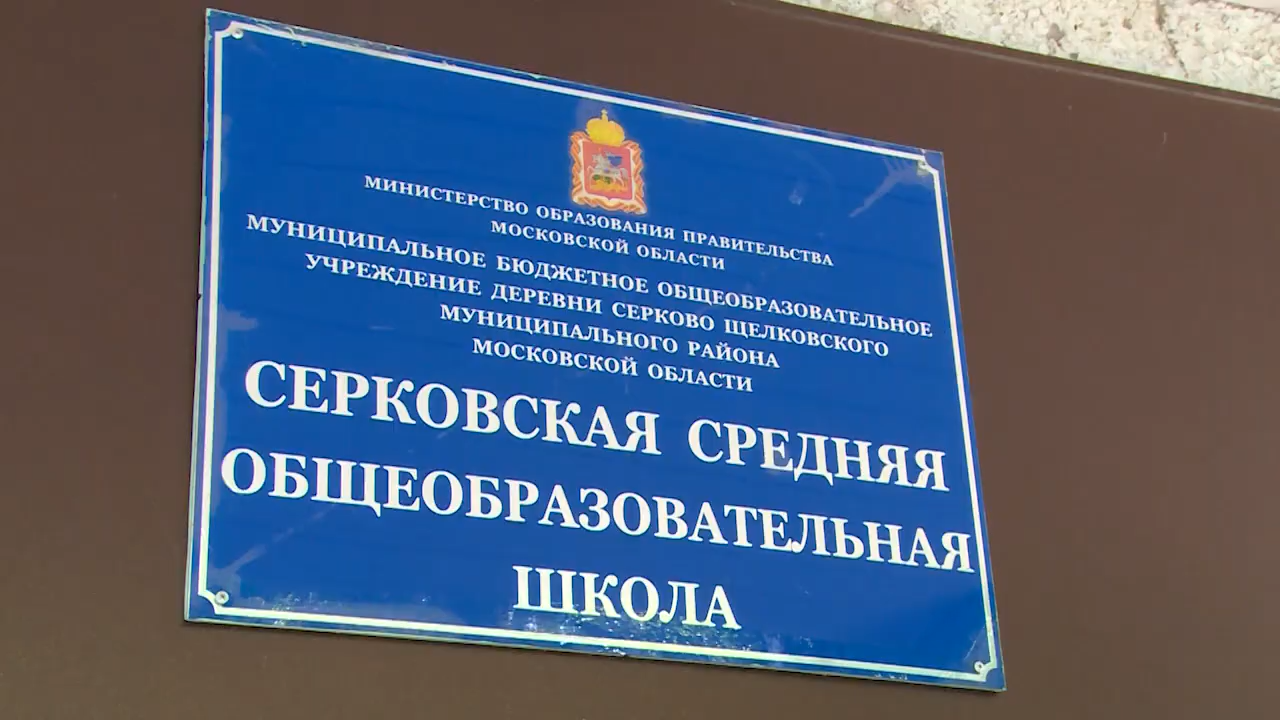 МИНИСТЕРСТВО ОБРАЗОВАНИЯ ПРАВИТЕЛЬСТВА
МОСКОВСКОЙ ОБЛАСТИ
МУНИЦИПАЛЬНОЕ БЮДЖЕТНОЕ ОБЩЕОБРАЗОВАТЕЛЬНОЕ
УЧРЕЖДЕНИЕ ДЕРЕВНИ СЕРКОВО ЩЕЛКОВСКОГО
МУНИЦИПАЛЬНОГО РАЙОНА
МОСКОВСКОЙ ОБЛАСТИ
СЕРКОВСКАЯ СРЕДНЯЯ
ОБЩЕОБРАЗОВАТЕЛЬНАЯ
ШКОЛА